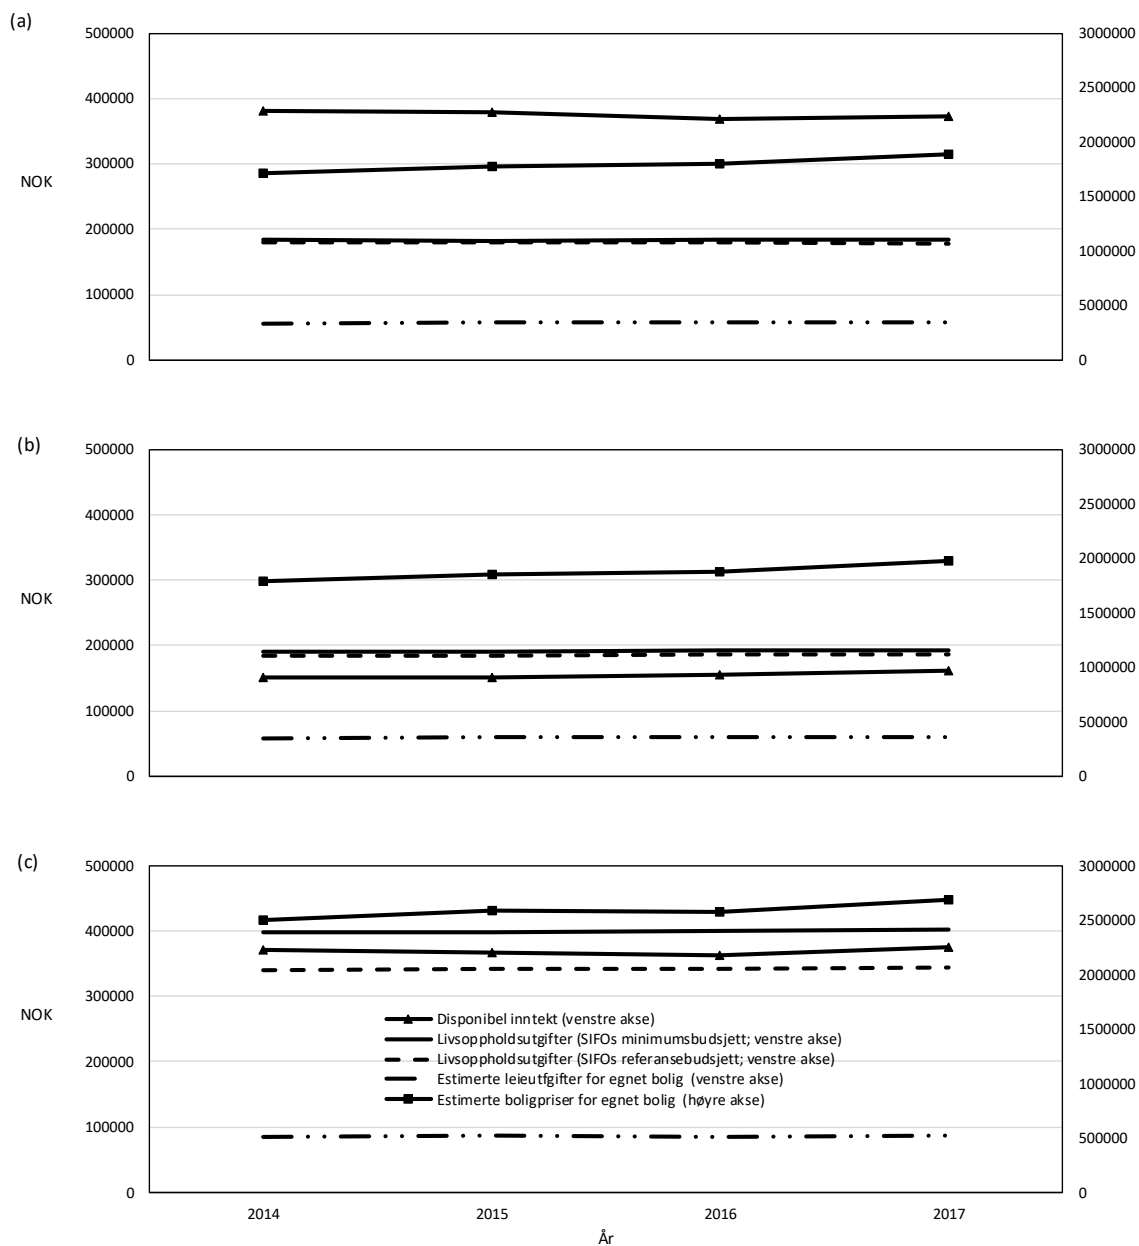 (a)
500000 3000000
2500000
400000
2000000
300000
NOK
1500000
200000
1000000
100000
500000
0 0
(b)
500000 3000000
2500000
400000
2000000
300000
NOK
1500000
200000
1000000
100000
500000
0 0
(c)
500000 3000000
2500000
400000
2000000
300000
NOK
1500000
200000
1000000
100000
500000
0 0
Disponibel inntekt (venstre akse)
Livsoppholdsutgifter (SIFOs minimumsbudsjett; venstre akse)
Livsoppholdsutgifter (SIFOs referansebudsjett; venstre akse)
Estimerte leieutfgifter for egnet bolig (venstre akse)
Estimerte boligpriser for egnet bolig (høyre akse)
2014 2015 2016 2017
År